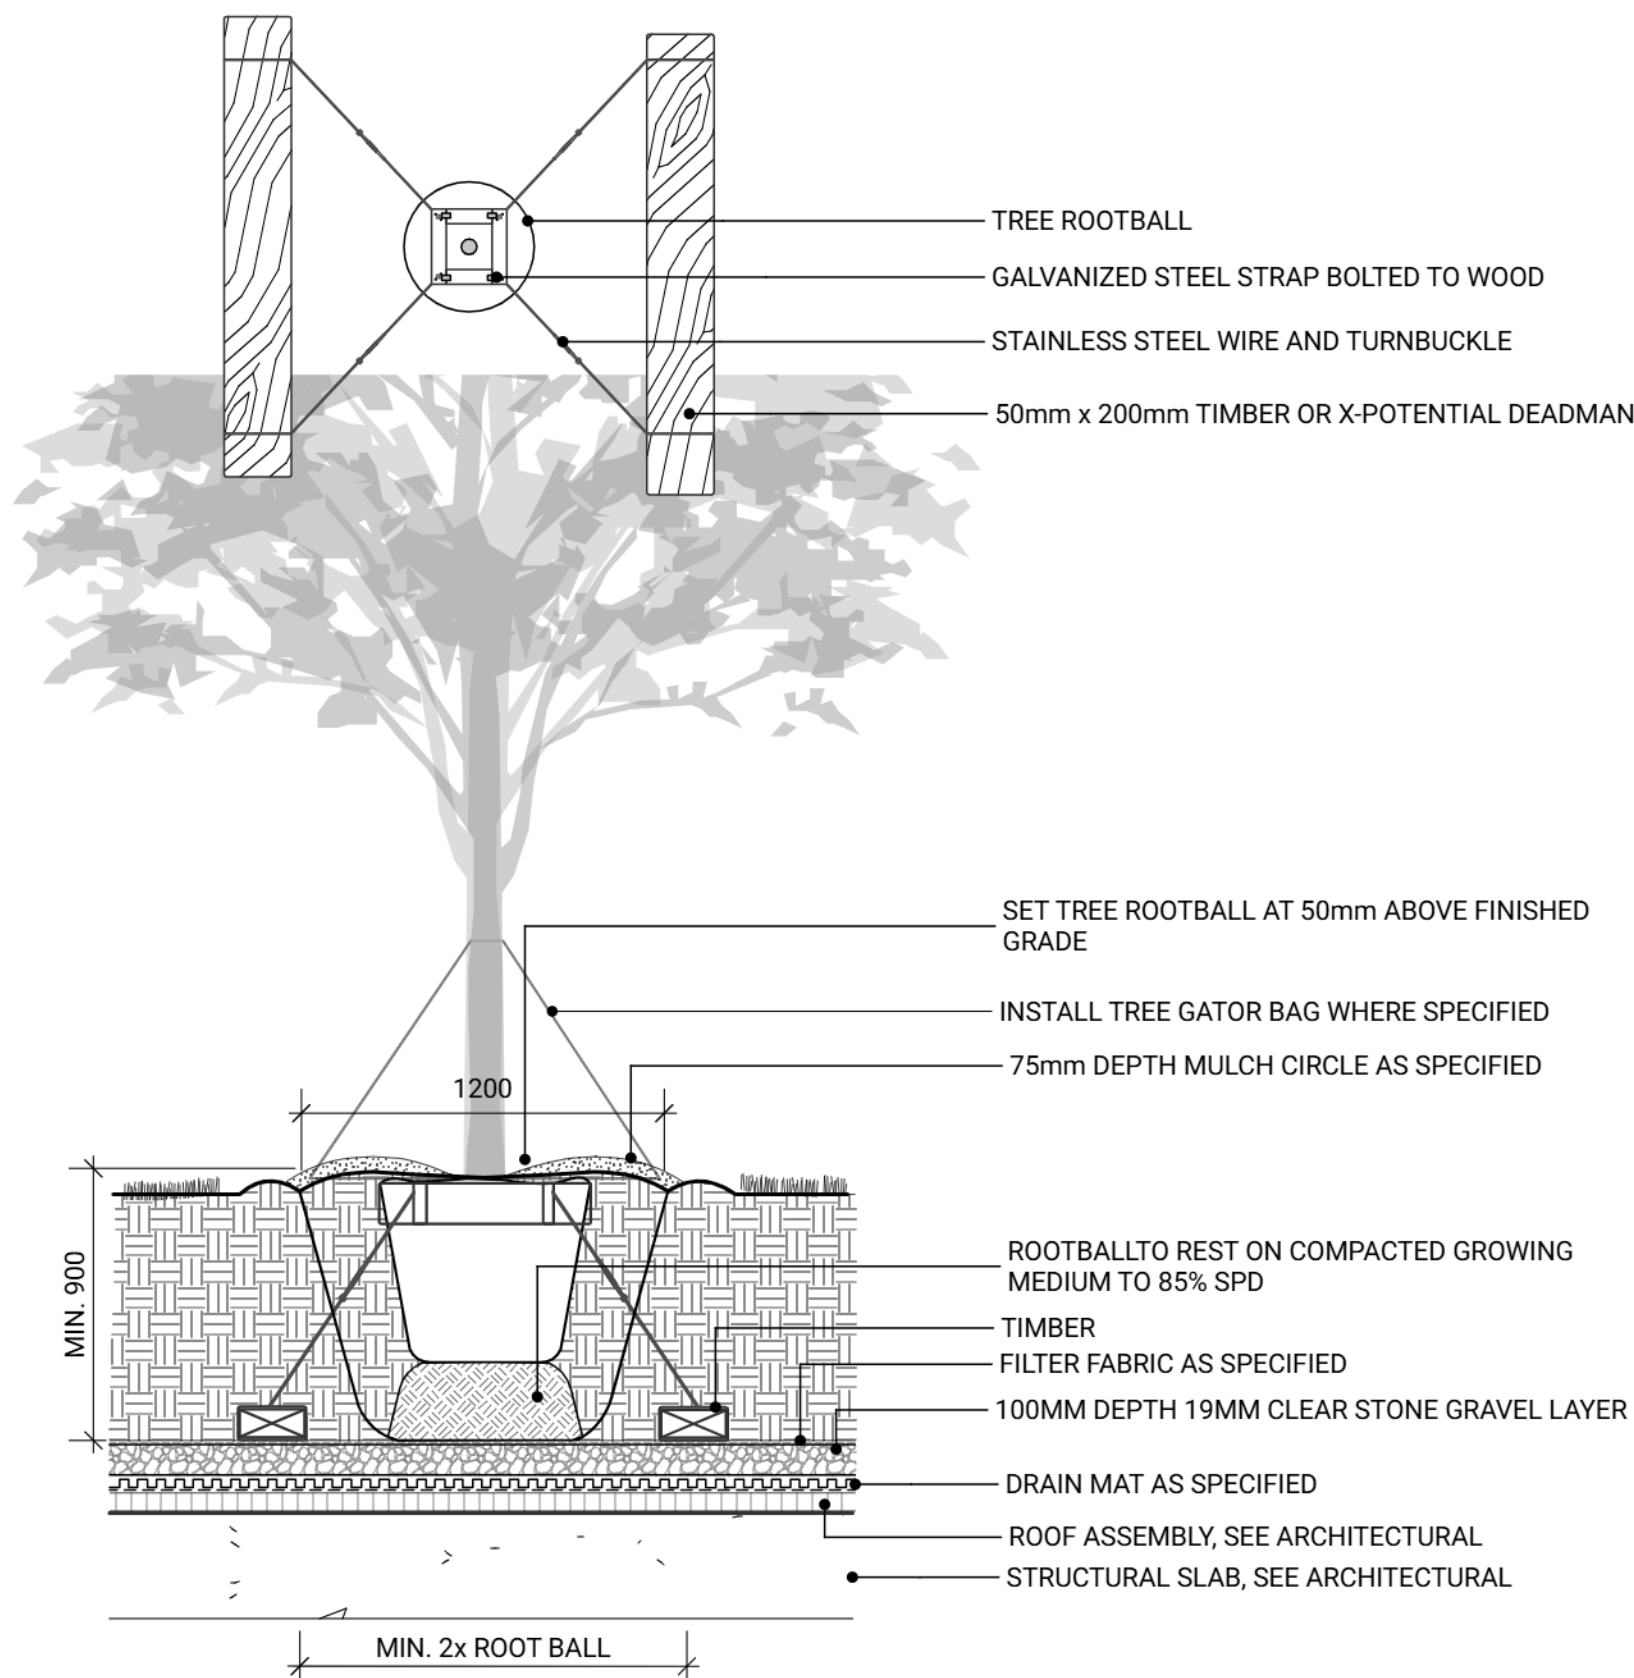 TREE ROOTBALL
GALVANIZED STEEL STRAP BOLTED TO WOOD
STAINLESS STEEL WIRE AND TURNBUCKLE
50mm x 200mm TIMBER OR X-POTENTIAL DEADMAN
SET TREE ROOTBALL AT 50mm ABOVE FINISHED
GRADE
INSTALL TREE GATOR BAG WHERE SPECIFIED
75mm DEPTH MULCH CIRCLE AS SPECIFIED
1200
MIN. 900
ROOTBALLTO REST ON COMPACTED GROWING
MEDIUM TO 85% SPD
TIMBER
FILTER FABRIC AS SPECIFIED
100MM DEPTH 19MM CLEAR STONE GRAVEL LAYER
DRAIN MAT AS SPECIFIED
ROOF ASSEMBLY, SEE ARCHITECTURAL
STRUCTURAL SLAB, SEE ARCHITECTURAL
MIN. 2x ROOT BALL